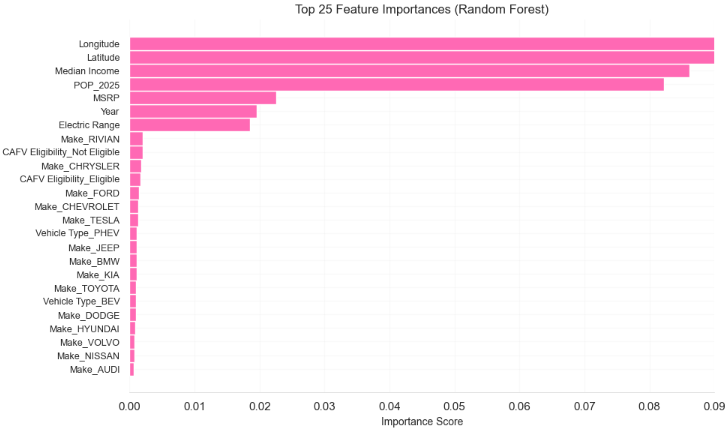 Top 25 Feature Importances (Random Forest)
Longitude
Latitude
Median Income
POP_2025
MSRP
Year
Electric Range
Make_RIVIAN
CAFV Eligibility_Not Eligible
Make_CHRYSLER
CAFV Eligibility_Eligible
Make_FORD
Make_CHEVROLET
Make_TESLA
Vehicle Type_PHEV
Make_JEEP
Make_BMW
Make_KIA
Make_TOYOTA
Vehicle Type_BEV
Make_DODGE
Make_HYUNDAI
Make_VOLVO
Make_NISSAN
Make_AUDI
0.00 0.01 0.02 0.03 0.04 0.05 0.06 0.07 0.08 0.09
Importance Score